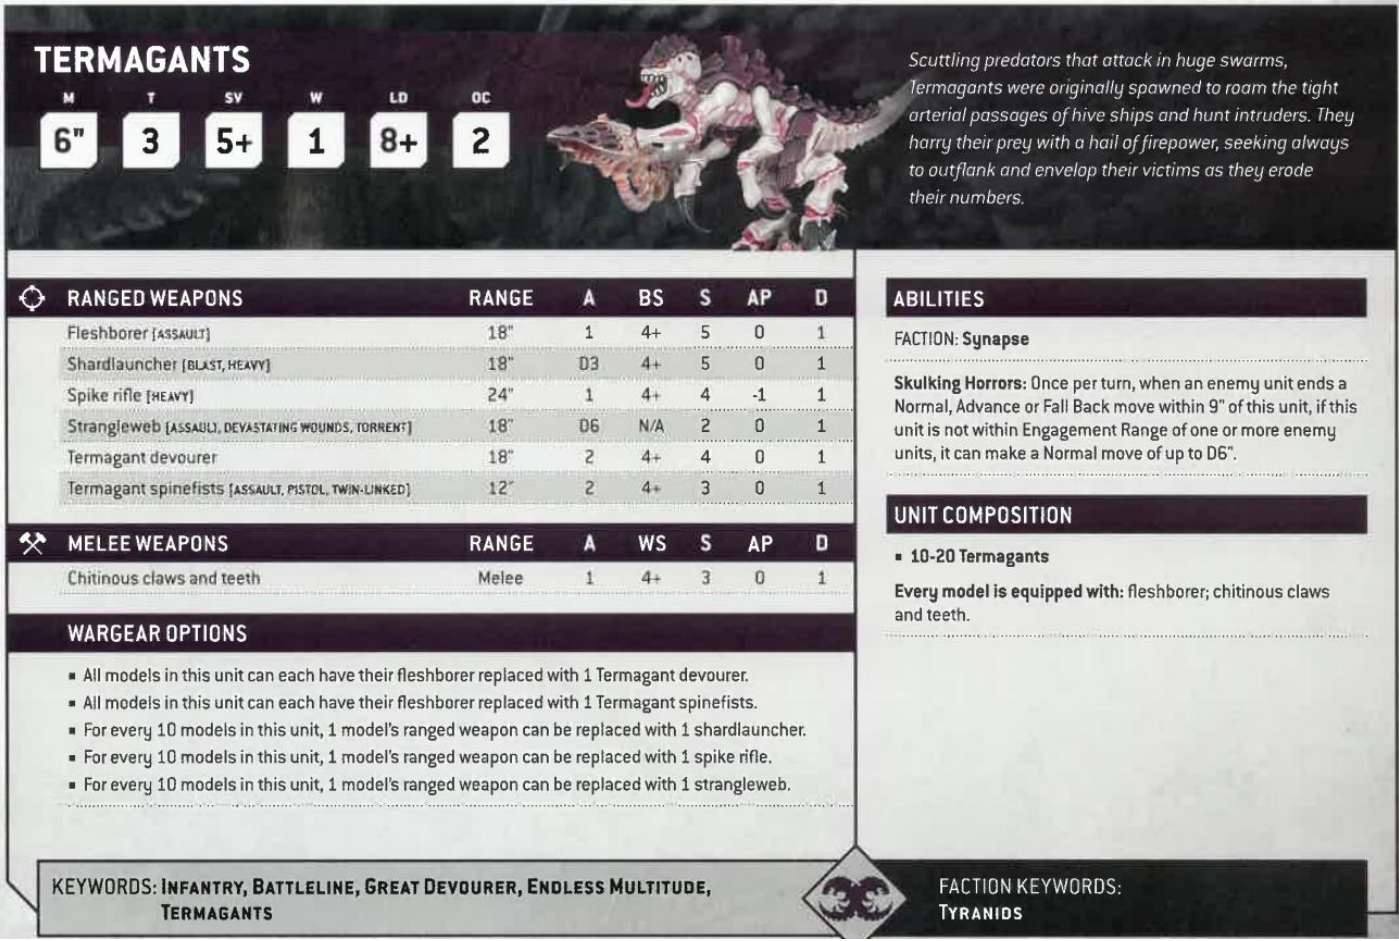 TERMAGANTS
M T SV W LD OC
6" 3 5+ 1 8+ 2
Scuttling predators that attack in huge swarms,
Termagants were originally spawned to roam the tight
arterial passages of hive ships and hunt intruders. They
harry their prey with a hail of firepower, seeking always
to outflank and envelop their victims as they erode
their numbers.
RANGED WEAPONS RANGE A BS S AP D
Fleshborer [ASSAULT] 18" 1 4+ 5 0 1
Shardlauncher [BLAST, HEAVY] 18" D3 4+ 5 0 1
Spike rifle [HEAVY] 24" 1 4+ 4 -1 1
Strangleweb [ASSAULT, DEVASTATING WOUNDS, TORRENT] 18" D6 N/A 2 0 1
Termagant devourer 18" 2 4+ 4 0 1
Termagant spinefists [ASSAULT, PISTOL, TWIN-LINKED] 12" 2 4+ 3 0 1
MELEE WEAPONS RANGE A WS S AP D
Chitinous claws and teeth Melee 1 4+ 3 0 1
WARGEAR OPTIONS
▪ All models in this unit can each have their fleshborer replaced with 1 Termagant devourer.
▪ All models in this unit can each have their fleshborer replaced with 1 Termagant spinefists.
▪ For every 10 models in this unit, 1 model's ranged weapon can be replaced with 1 shardlauncher.
▪ For every 10 models in this unit, 1 model's ranged weapon can be replaced with 1 spike rifle.
▪ For every 10 models in this unit, 1 model's ranged weapon can be replaced with 1 strangleweb.
ABILITIES
FACTION: Synapse
Skulking Horrors: Once per turn, when an enemy unit ends a
Normal, Advance or Fall Back move within 9" of this unit, if this
unit is not within Engagement Range of one or more enemy
units, it can make a Normal move of up to D6".
UNIT COMPOSITION
▪ 10-20 Termagants
Every model is equipped with: fleshborer; chitinous claws
and teeth.
KEYWORDS: INFANTRY, BATTLELINE, GREAT DEVOURER, ENDLESS MULTITUDE,
TERMAGANTS
FACTION KEYWORDS:
TYRANIDS